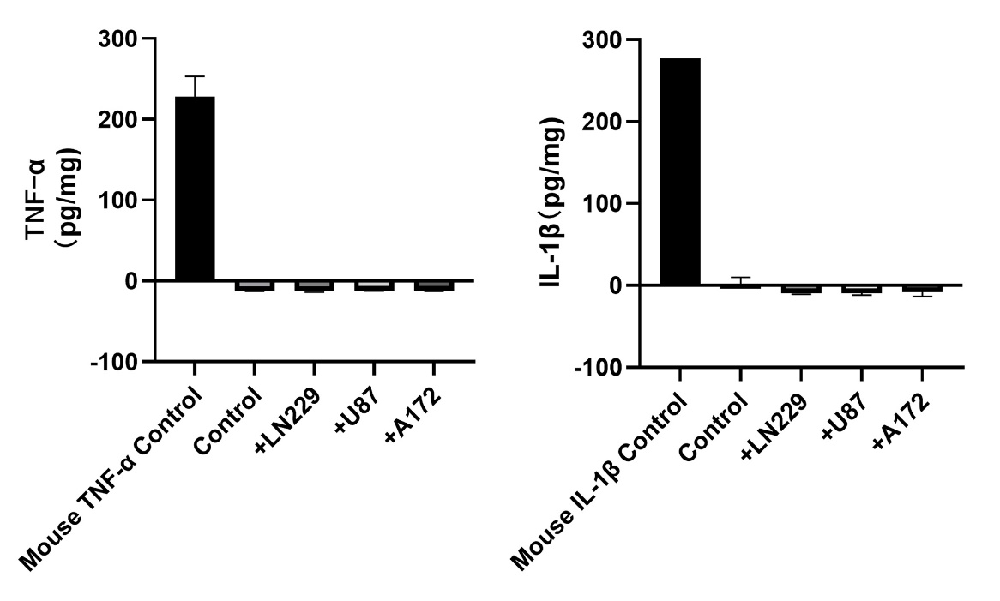 TNF-α
（pg/mg)
300
200
100
0
-100
Mouse TNF-α Control
Control
+LN229
+U87
+A172
IL-1β（pg/mg)
300
200
100
0
-100
Mouse IL-1β Control
Control
+LN229
+U87
+A172